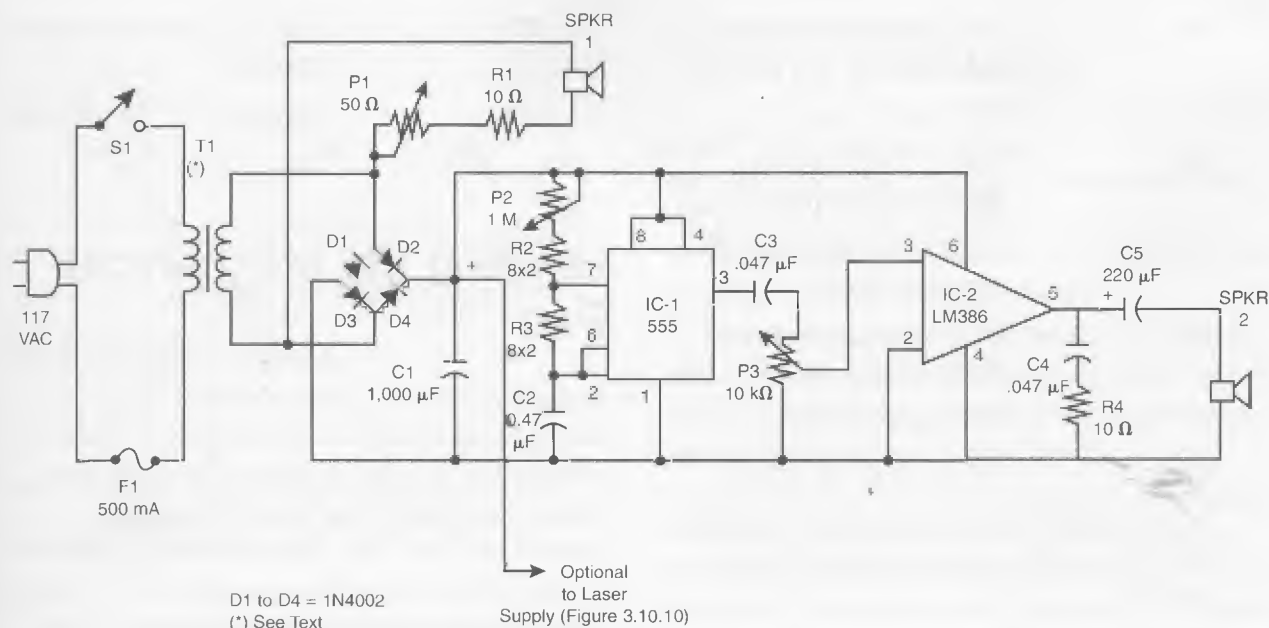 SPKR
1
P1
50 Ω
R1
10 Ω
S1
T1
(*)
117
VAC
F1
500 mA
D1
D2
D3
D4
+
C1
1,000 µF
P2
1 M
R2
8x2
R3
8x2
C2
0.47
µF
7
6
2
8
4
3
1
IC-1
555
C3
.047 µF
P3
10 kΩ
3
2
6
5
4
IC-2
LM386
C5
220 µF
+
C4
.047 µF
R4
10 Ω
SPKR
2
Optional
to Laser
Supply (Figure 3.10.10)
D1 to D4 = 1N4002
(*) See Text